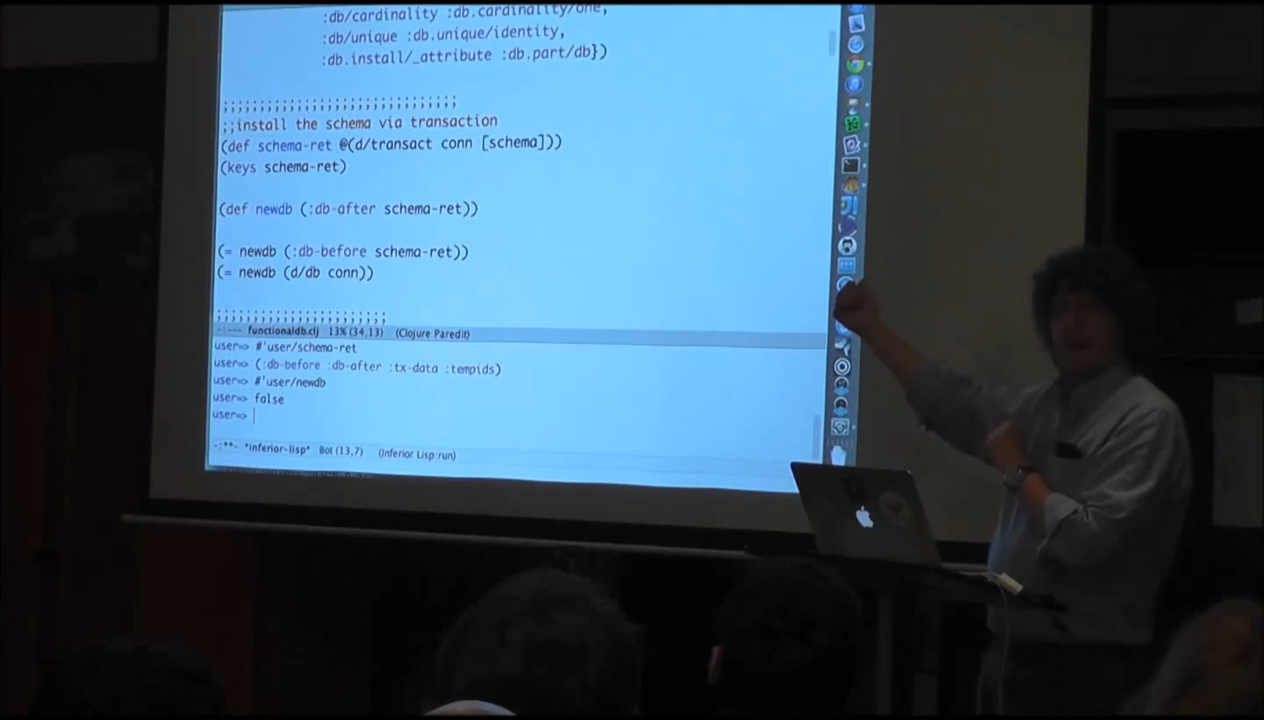 :db/cardinality :db.cardinality/one,
:db/unique :db.unique/identity,
:db.install/_attribute :db.part/db})
;;;;;;;;;;;;;;;;;;;;;;;;;;;;;
;;install the schema via transaction
(def schema-ret @(d/transact conn [schema]))
(keys schema-ret)
(def newdb (:db-after schema-ret))
(= newdb (:db-before schema-ret))
(= newdb (d/db conn))
;;;;;;;;;;;;;;;;;;;;;
-:--- functionaldb.clj 13% (34,13) (Clojure Paredit)
user=> #'user/schema-ret
user=> (:db-before :db-after :tx-data :tempids)
user=> #'user/newdb
user=> false
user=>
-:**- *inferior-lisp* Bot (13,7) (Inferior Lisp:run)